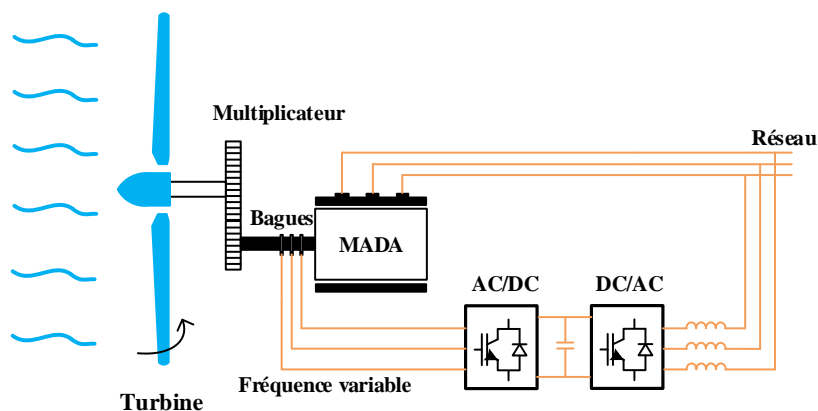 Multiplicateur
Réseau
Bagues
MADA
AC/DC
DC/AC
Fréquence variable
Turbine